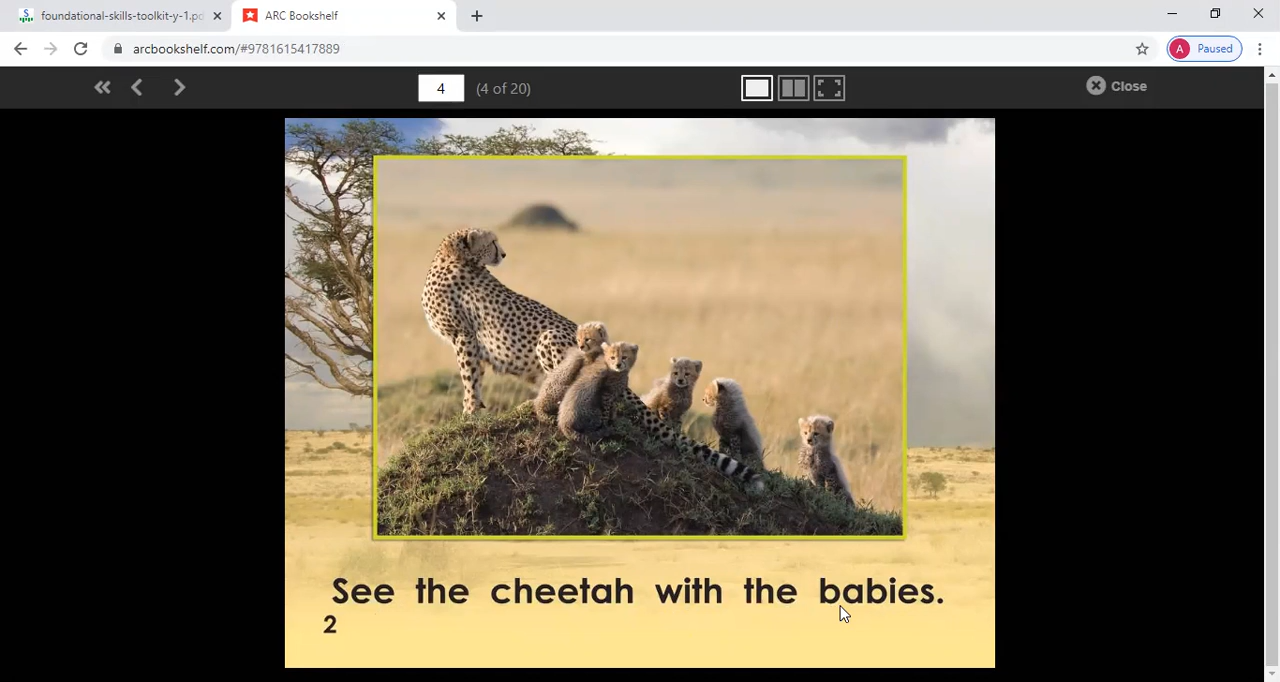 foundational-skills-toolkit-y-1.pd
ARC Bookshelf
arcbookshelf.com/#9781615417889
A Paused
4 (4 of 20)
Close
See the cheetah with the babies.
2